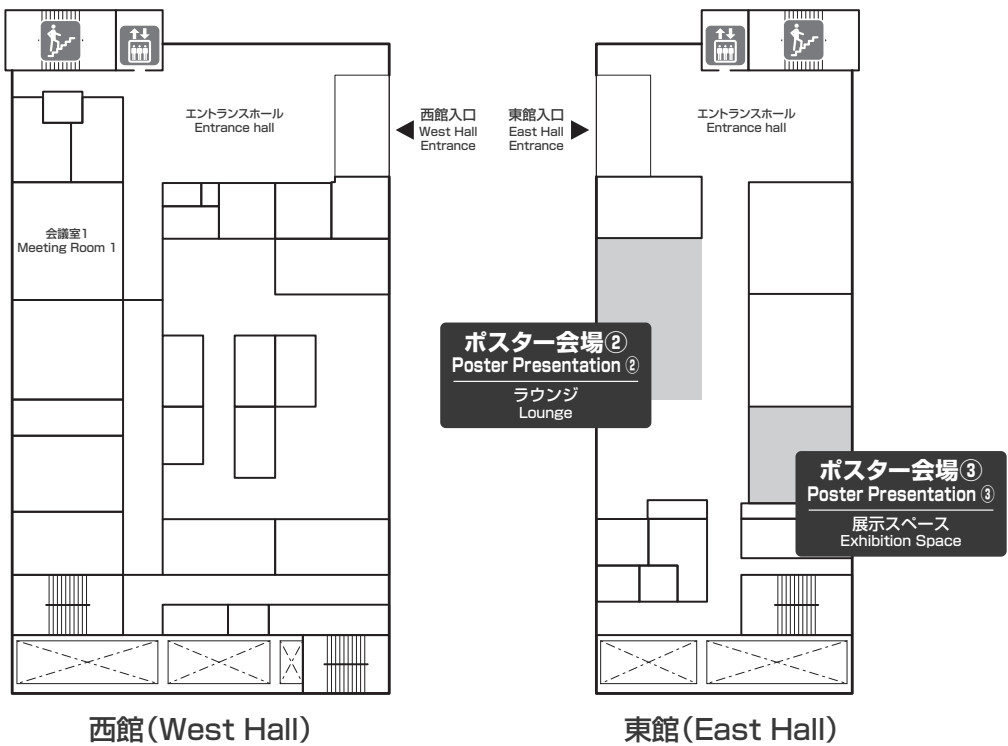 エントランスホール
Entrance hall
西館入口
West Hall
Entrance
東館入口
East Hall
Entrance
エントランスホール
Entrance hall
会議室1
Meeting Room 1
ポスター会場②
Poster Presentation ②
ラウンジ
Lounge
ポスター会場③
Poster Presentation ③
展示スペース
Exhibition Space
西館(West Hall)
東館(East Hall)